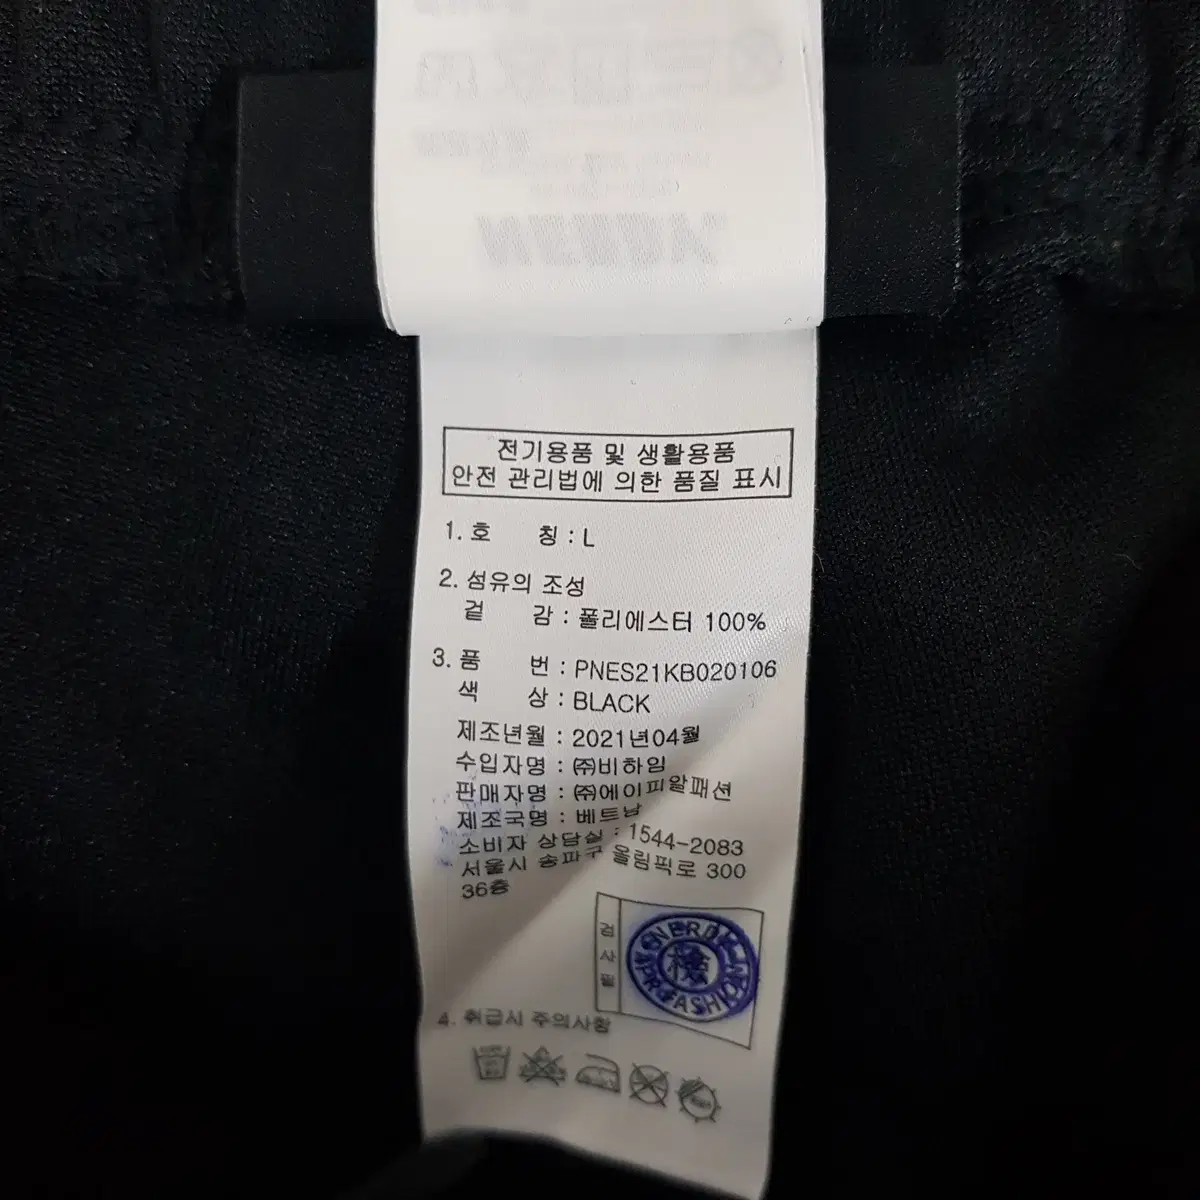 전기용품 및 생활용품
안전 관리법에 의한 품질 표시
1. 호 칭 : L
2. 섬유의 조성
겉 감 : 폴리에스터 100%
3. 품 번 : PNES21KB020106
색 상 : BLACK
제조년월 : 2021년04월
수입자명 : ㈜비하임
판매자명 : ㈜에이피알패션
제조국명 : 베트남
소비자 상담실 : 1544-2083
서울시 송파구 올림픽로 300
36층
검사필
NERDY
APR FASHION
4. 취급시 주의사항